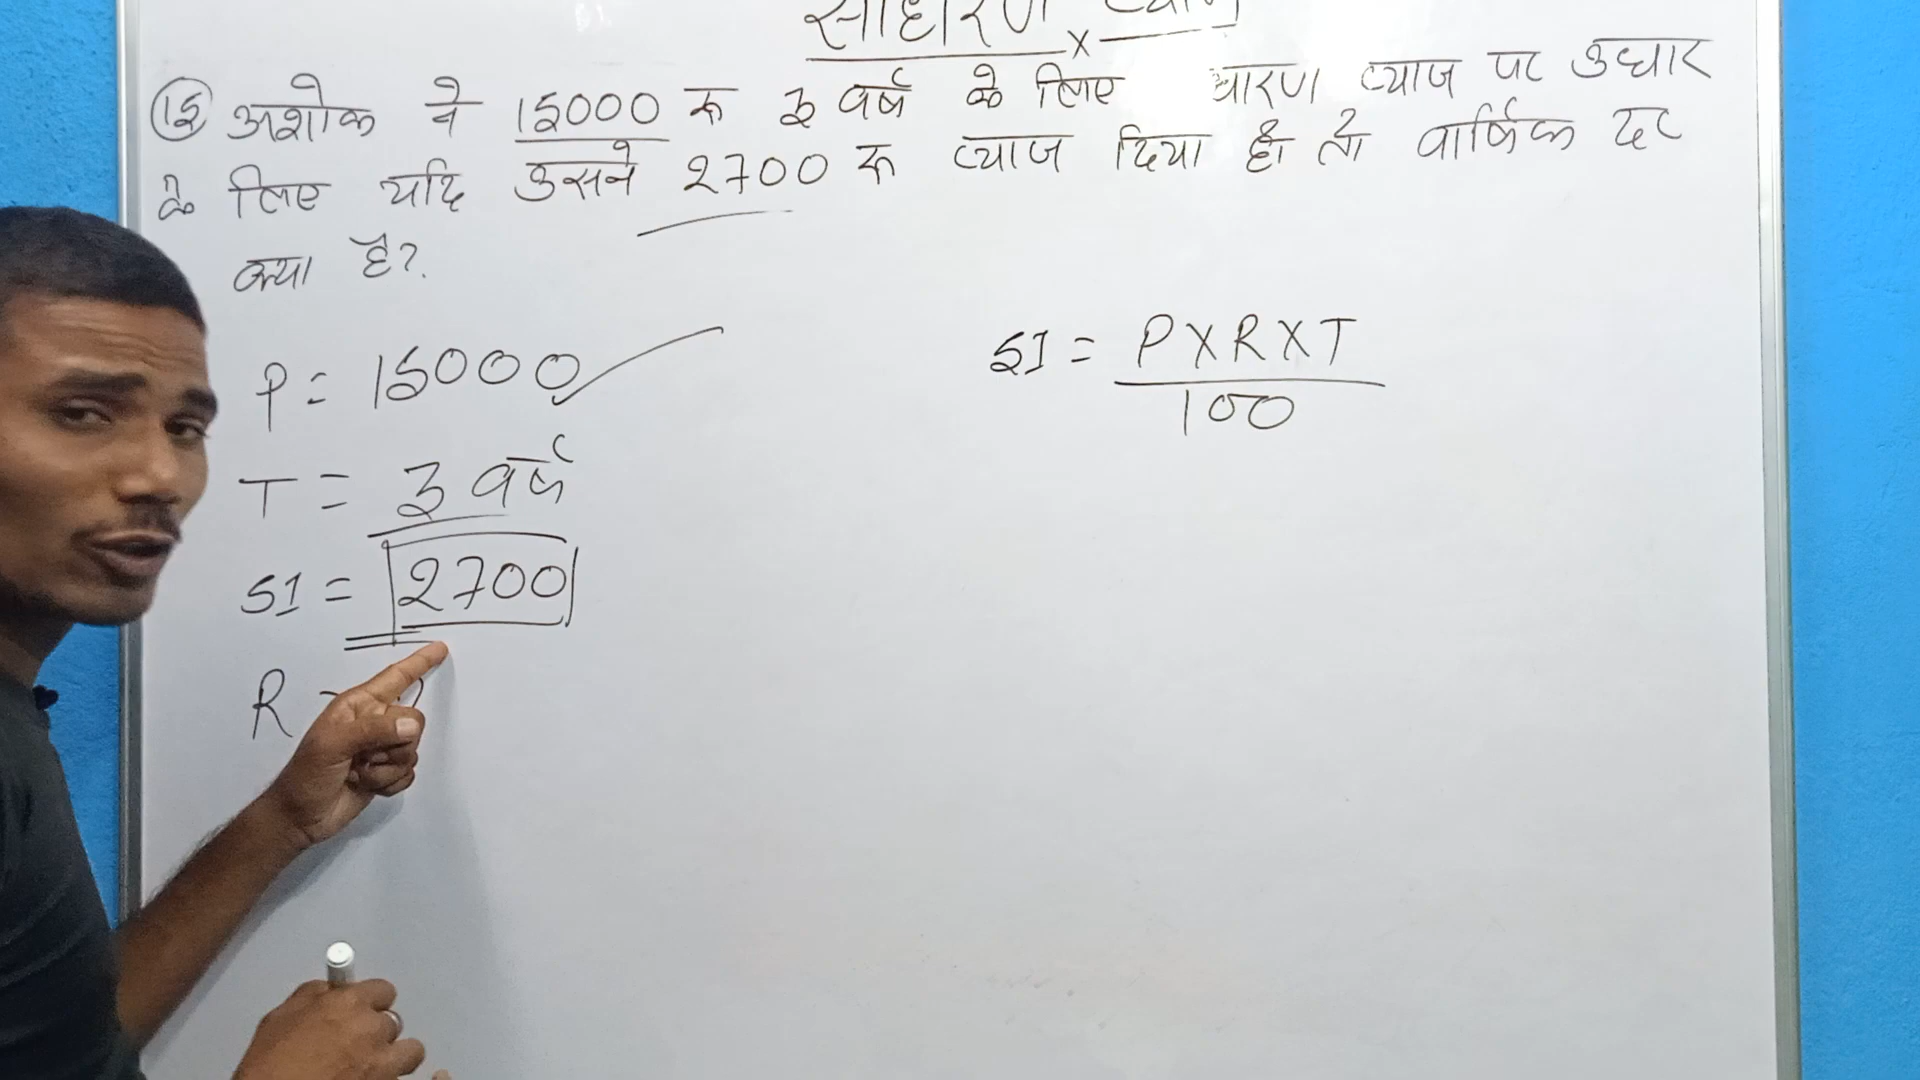 साधारण ब्याज
(15) अशोक ने 15000 रू 3 वर्ष के लिए धारण ब्याज पर उधार
के लिए यदि उसने 2700 रू ब्याज दिया हो तो वार्षिक दर
क्या है?
P = 15000
T = 3 वर्ष
SI = 2700
R = ?
SI = P X R X T
100